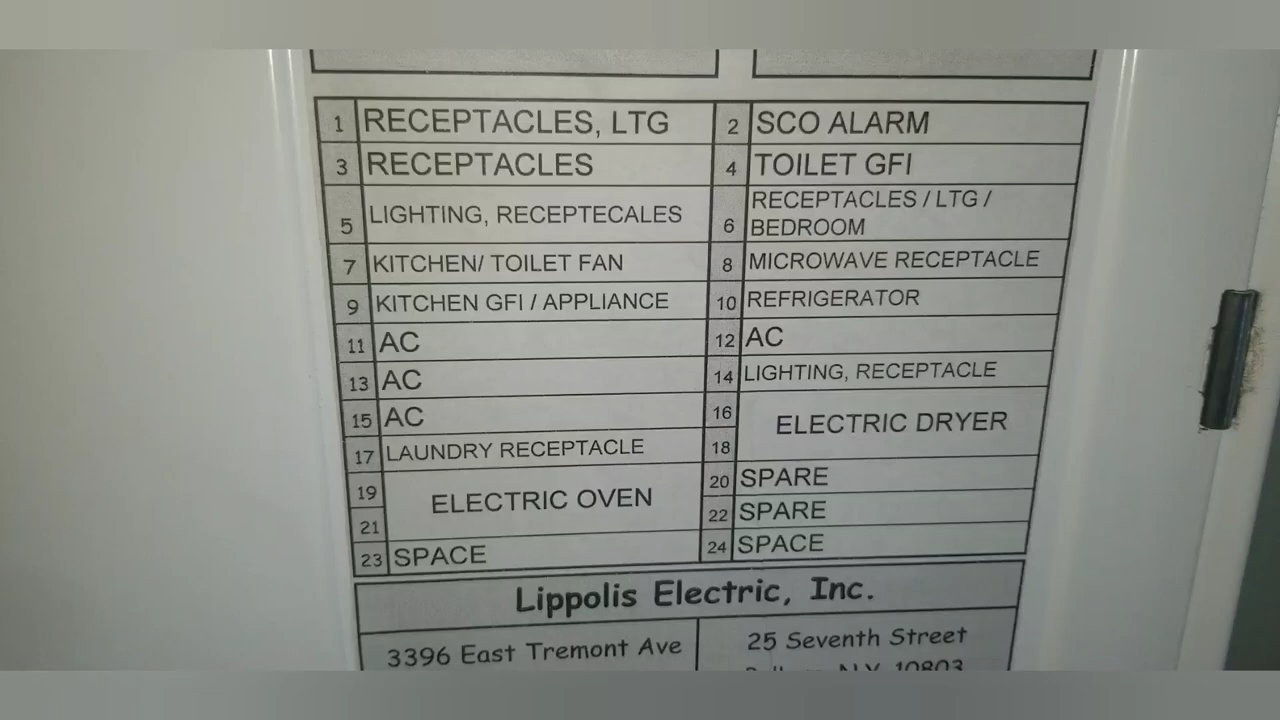 1 RECEPTACLES, LTG 2 SCO ALARM
3 RECEPTACLES 4 TOILET GFI
5 LIGHTING, RECEPTECALES 6 RECEPTACLES / LTG /
BEDROOM
7 KITCHEN/ TOILET FAN 8 MICROWAVE RECEPTACLE
9 KITCHEN GFI / APPLIANCE 10 REFRIGERATOR
11 AC 12 AC
13 AC 14 LIGHTING, RECEPTACLE
15 AC 16 ELECTRIC DRYER
17 LAUNDRY RECEPTACLE 18
19 ELECTRIC OVEN 20 SPARE
21 22 SPARE
23 SPACE 24 SPACE
Lippolis Electric, Inc.
3396 East Tremont Ave 25 Seventh Street
N.Y. 10803